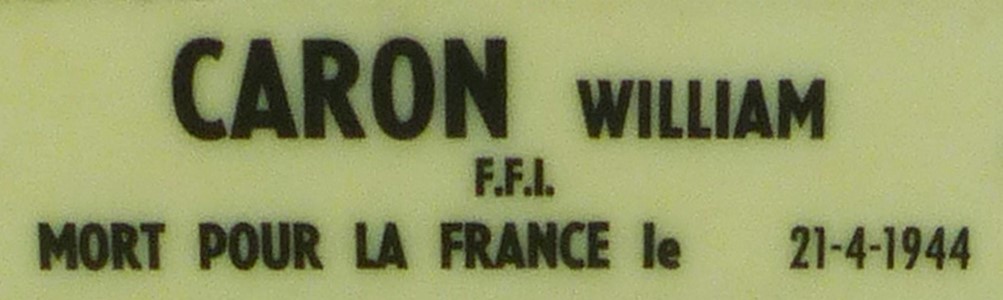 CARON WILLIAM
F.F.I.
MORT POUR LA FRANCE le 21-4-1944